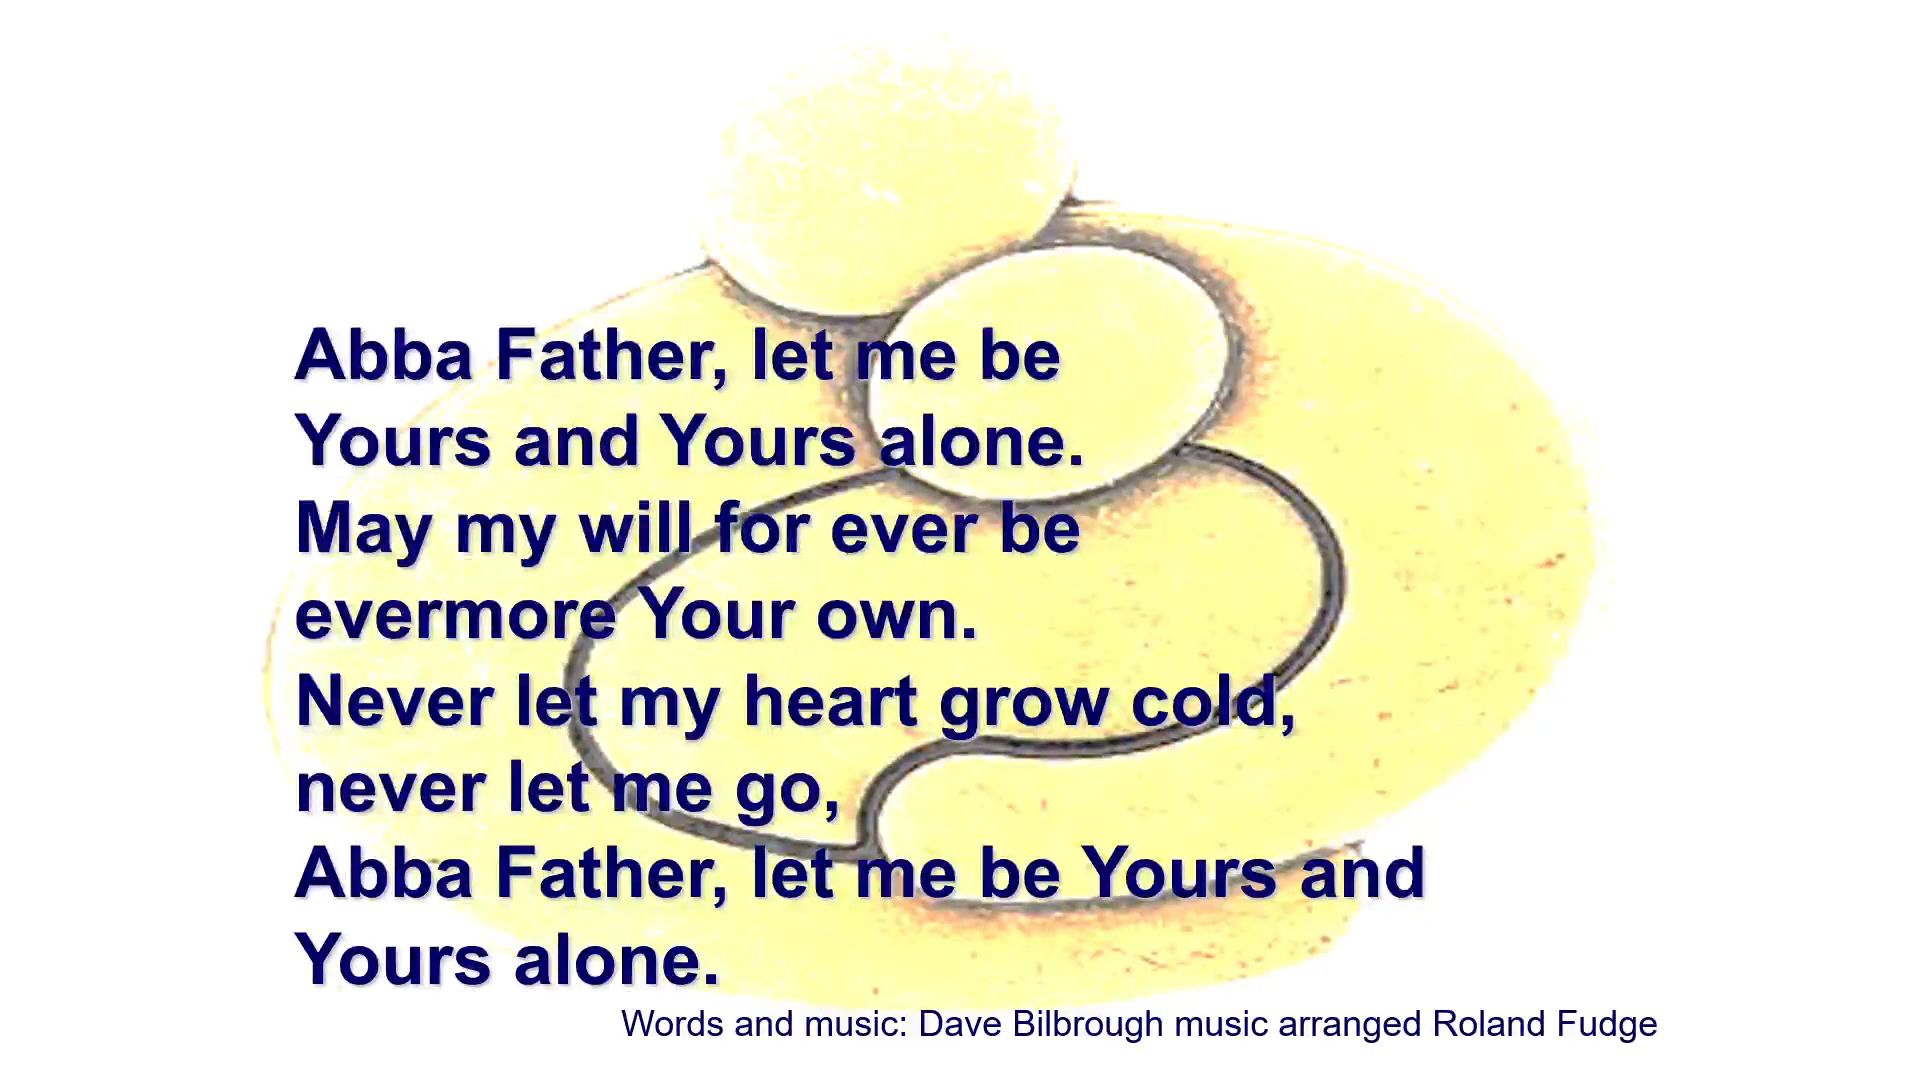 Abba Father, let me be
Yours and Yours alone.
May my will for ever be
evermore Your own.
Never let my heart grow cold,
never let me go,
Abba Father, let me be Yours and
Yours alone.
Words and music: Dave Bilbrough music arranged Roland Fudge